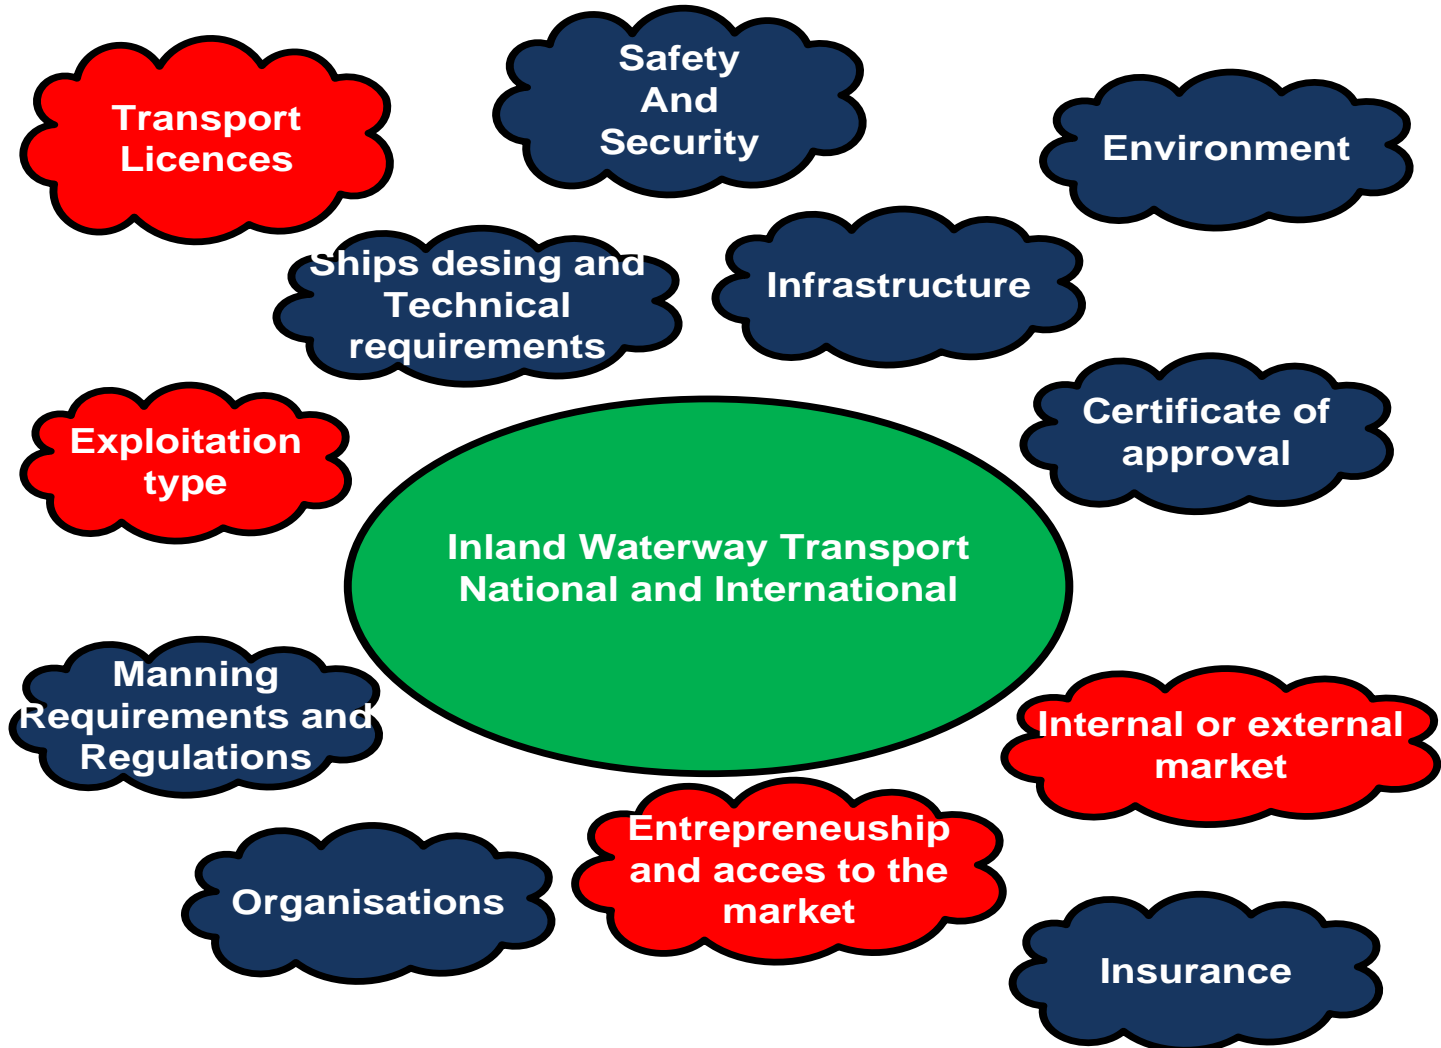 Safety
And
Security
Transport
Licences
Environment
Ships desing and
Technical
requirements
Infrastructure
Certificate of
approval
Exploitation
type
Inland Waterway Transport
National and International
Manning
Requirements and
Regulations
Internal or external
market
Entrepreneuship
and acces to the
market
Organisations
Insurance